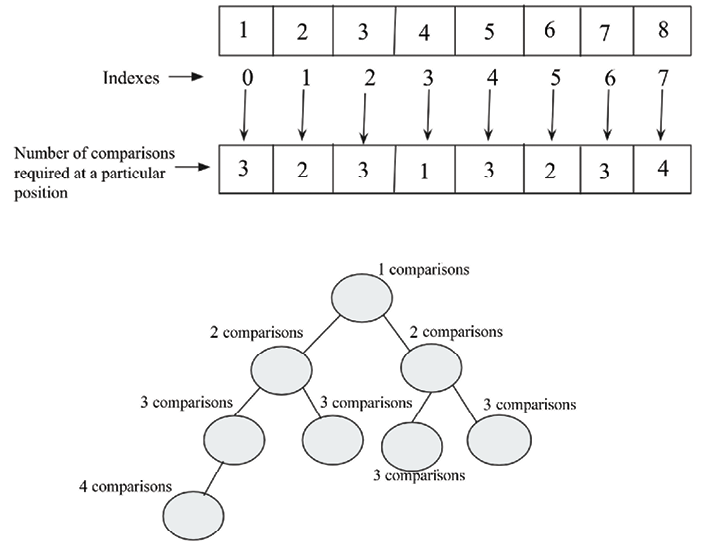 1 2 3 4 5 6 7 8
Indexes 0 1 2 3 4 5 6 7
Number of comparisons
required at a particular
position
3 2 3 1 3 2 3 4
1 comparisons
2 comparisons 2 comparisons
3 comparisons 3 comparisons 3 comparisons
3 comparisons
4 comparisons